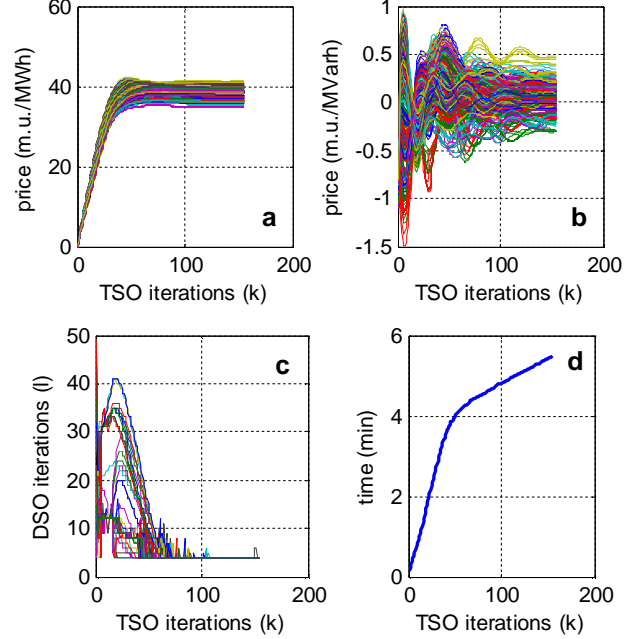 60
40
20
0
0
100
200
price (m.u./MWh)
TSO iterations (k)
a
1
0.5
0
-0.5
-1
-1.5
0
100
200
price (m.u./MVarh)
TSO iterations (k)
b
50
40
30
20
10
0
0
100
200
DSO iterations (l)
TSO iterations (k)
c
6
4
2
0
0
100
200
time (min)
TSO iterations (k)
d